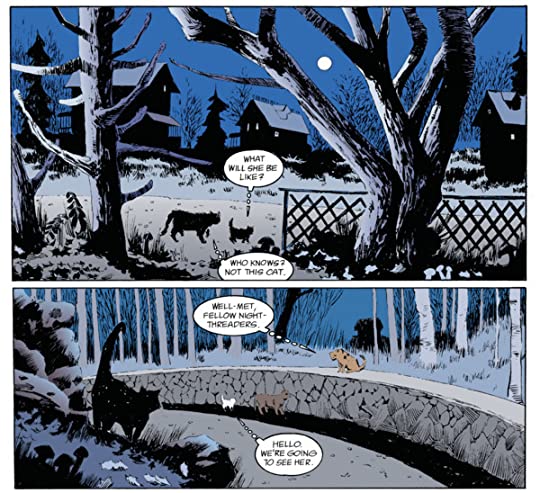 WHAT
WILL SHE BE
LIKE?
WHO KNOWS?
NOT THIS CAT.
WELL-MET,
FELLOW NIGHT-
THREADERS.
HELLO.
WE'RE GOING
TO SEE HER.